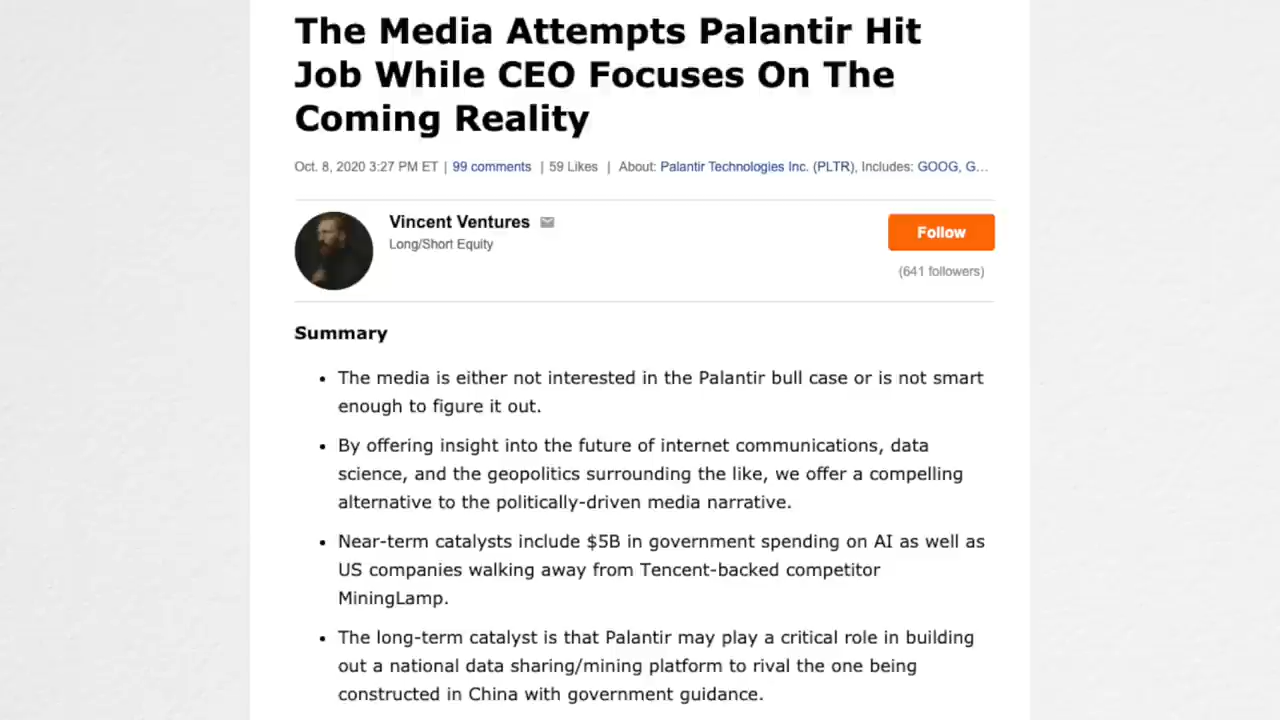 The Media Attempts Palantir Hit
Job While CEO Focuses On The
Coming Reality
Oct. 8, 2020 3:27 PM ET | 99 comments | 59 Likes | About: Palantir Technologies Inc. (PLTR), Includes: GOOG, G...
Vincent Ventures
Long/Short Equity
Follow
(641 followers)
Summary
• The media is either not interested in the Palantir bull case or is not smart
enough to figure it out.
• By offering insight into the future of internet communications, data
science, and the geopolitics surrounding the like, we offer a compelling
alternative to the politically-driven media narrative.
• Near-term catalysts include $5B in government spending on AI as well as
US companies walking away from Tencent-backed competitor
MiningLamp.
• The long-term catalyst is that Palantir may play a critical role in building
out a national data sharing/mining platform to rival the one being
constructed in China with government guidance.